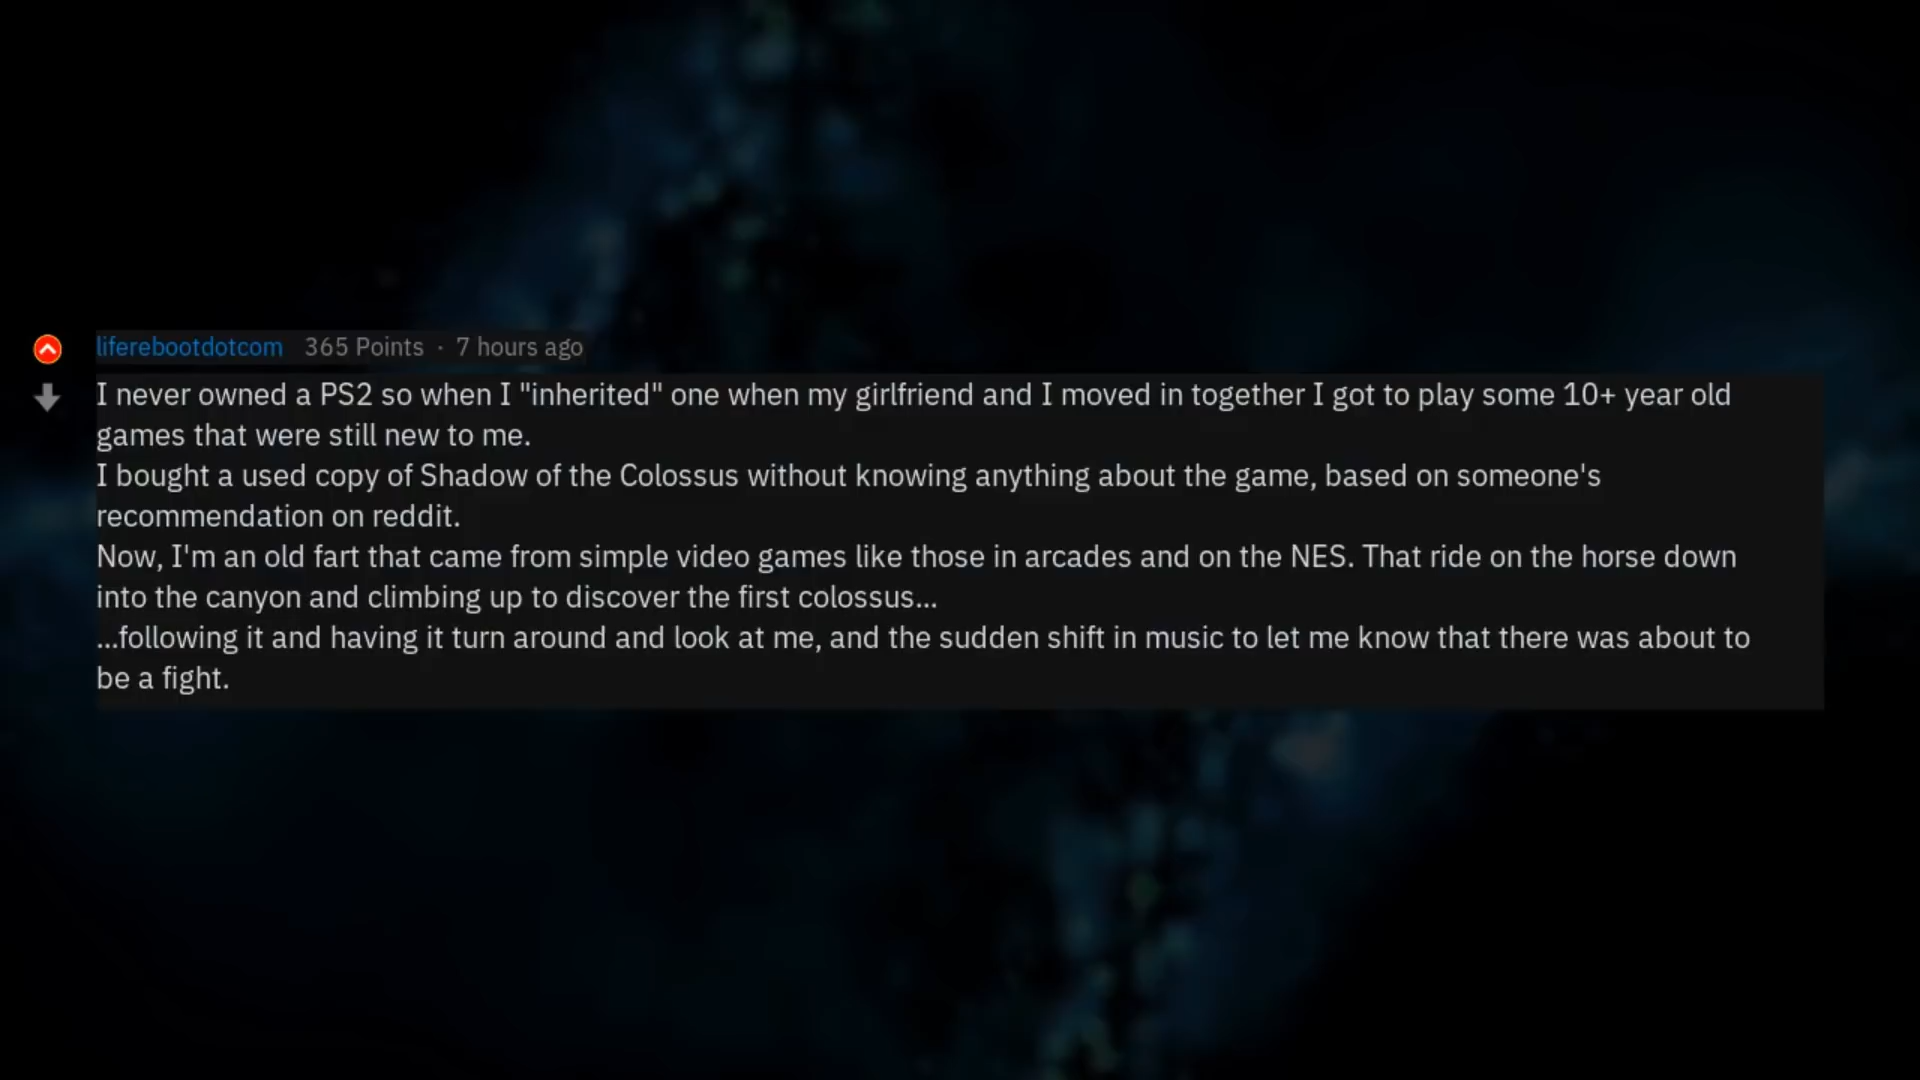 liferebootdotcom 365 Points · 7 hours ago
I never owned a PS2 so when I "inherited" one when my girlfriend and I moved in together I got to play some 10+ year old
games that were still new to me.
I bought a used copy of Shadow of the Colossus without knowing anything about the game, based on someone's
recommendation on reddit.
Now, I'm an old fart that came from simple video games like those in arcades and on the NES. That ride on the horse down
into the canyon and climbing up to discover the first colossus...
...following it and having it turn around and look at me, and the sudden shift in music to let me know that there was about to
be a fight.